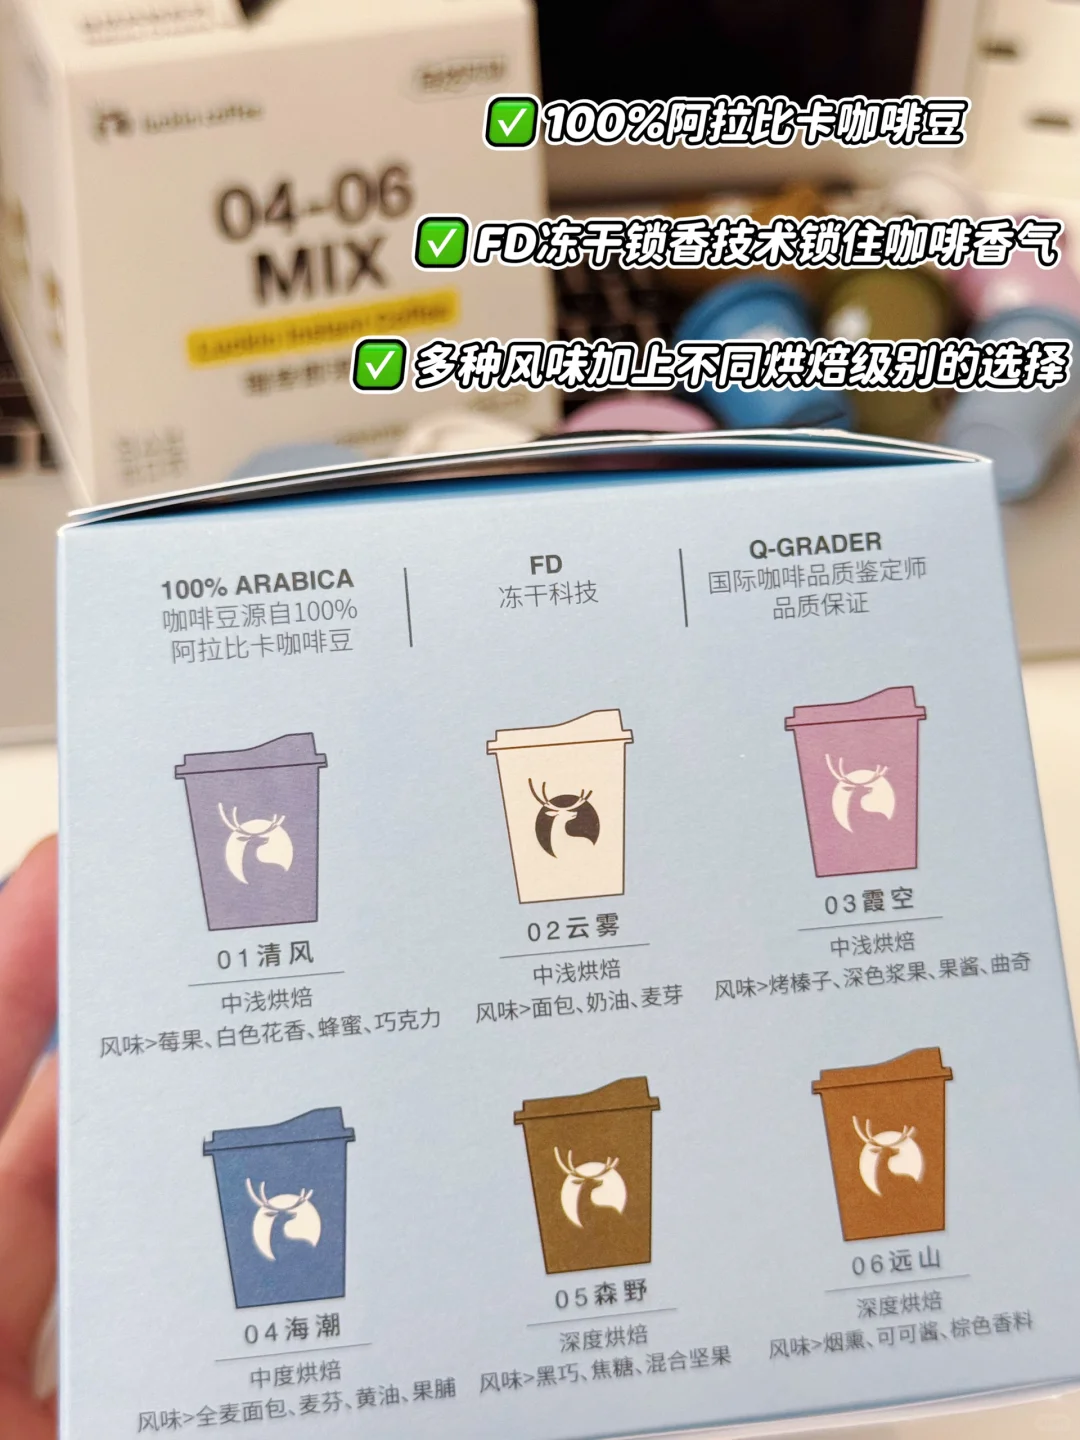 100%阿拉比卡咖啡豆
FD冻干锁香技术锁住咖啡香气
多种风味加上不同烘焙级别的选择
luckin coffee
04-06
MIX
Luckin Instant Coffee
100% ARABICA
咖啡豆源自100%
阿拉比卡咖啡豆
FD
冻干科技
Q-GRADER
国际咖啡品质鉴定师
品质保证
01清风
中浅烘焙
风味>莓果、白色花香、蜂蜜、巧克力
02云雾
中浅烘焙
风味>面包、奶油、麦芽
03霞空
中浅烘焙
风味>烤榛子、深色浆果、果酱、曲奇
04海潮
中度烘焙
风味>全麦面包、麦芬、黄油、果脯
05森野
深度烘焙
风味>黑巧、焦糖、混合坚果
06远山
深度烘焙
风味>烟熏、可可酱、棕色香料